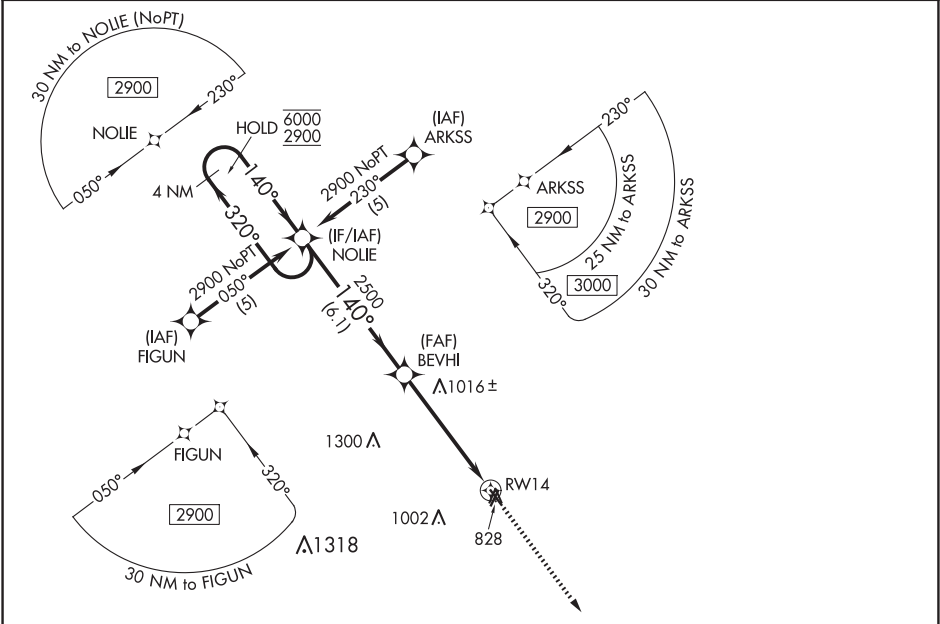 30 NM to NOLIE (NoPT)
2900
230°
NOLIE
050°
HOLD 6000
2900
4 NM
140°
320°
(IAF)
ARKSS
2900 NoPT
230°
(5)
(IF/IAF)
NOLIE
2900 NoPT
050°
(5)
(IAF)
FIGUN
2500
140°
(6.1)
(FAF)
BEVHI
1016 ±
1300
RW14
1002
828
230°
ARKSS
2900
25 NM to ARKSS
3000
30 NM to ARKSS
320°
FIGUN
050°
320°
2900
1318
30 NM to FIGUN